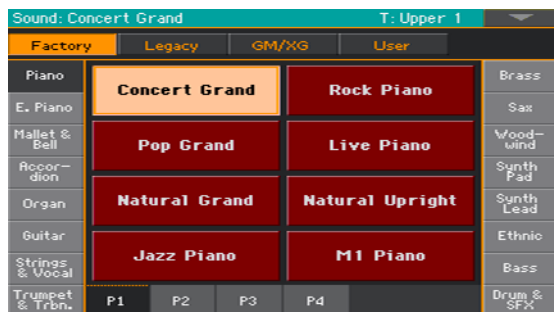 Sound: Concert Grand T: Upper 1
Factory Legacy GM/XG User
Piano
E. Piano
Mallet &
Bell
Accor-
dion
Organ
Guitar
Strings
& Vocal
Trumpet
& Trbn.
Concert Grand Rock Piano
Pop Grand Live Piano
Natural Grand Natural Upright
Jazz Piano M1 Piano
P1 P2 P3 P4
Brass
Sax
Wood-
wind
Synth
Pad
Synth
Lead
Ethnic
Bass
Drum &
SFX